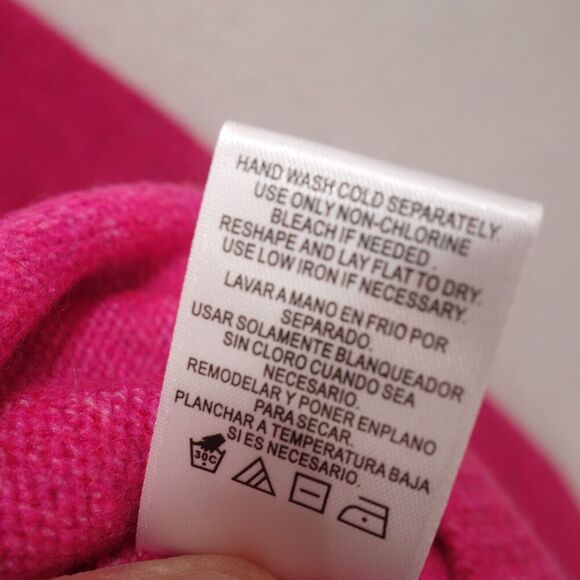 HAND WASH COLD SEPARATELY.
USE ONLY NON-CHLORINE
BLEACH IF NEEDED.
RESHAPE AND LAY FLAT TO DRY.
USE LOW IRON IF NECESSARY.
LAVAR A MANO EN FRIO POR
SEPARADO.
USAR SOLAMENTE BLANQUEADOR
SIN CLORO CUANDO SEA
NECESARIO.
REMODELAR Y PONER ENPLANO
PARA SECAR.
PLANCHAR A TEMPERATURA BAJA
SI ES NECESARIO.
30C